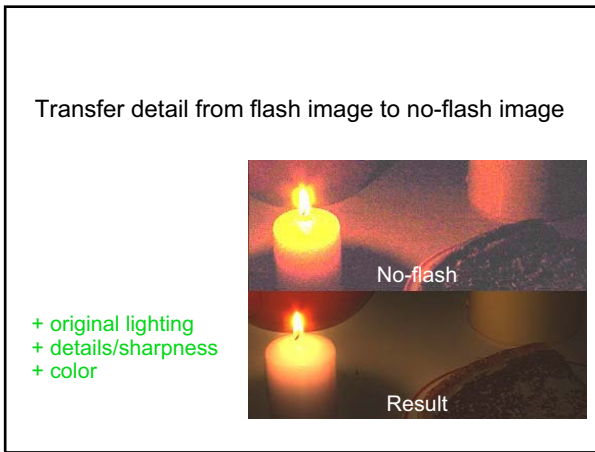 Transfer detail from flash image to no-flash image
No-flash
+ original lighting
+ details/sharpness
+ color
Result